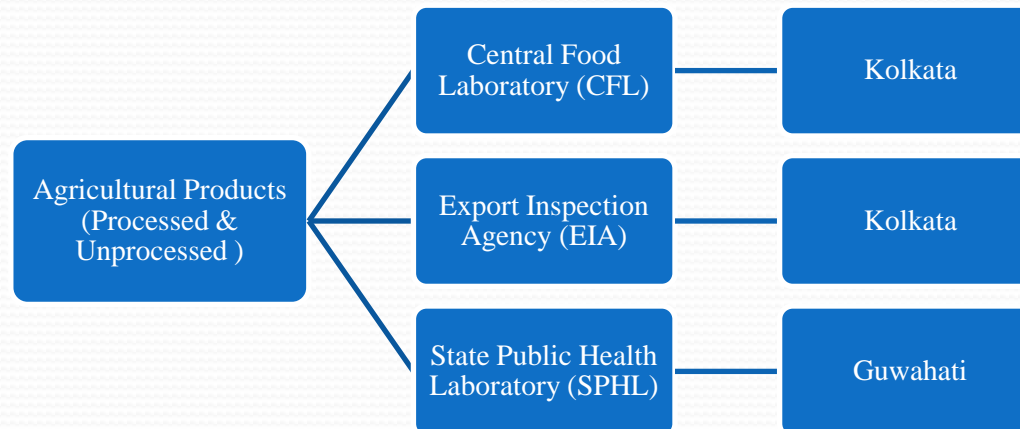 Agricultural Products
(Processed &
Unprocessed )
Central Food
Laboratory (CFL)
Kolkata
Export Inspection
Agency (EIA)
Kolkata
State Public Health
Laboratory (SPHL)
Guwahati